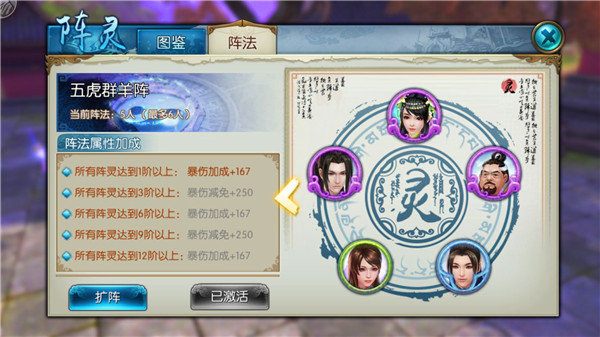 阵灵
图鉴
阵法
五虎群羊阵
当前阵法：5人（最多6人）
阵法属性加成
所有阵灵达到1阶以上： 暴伤加成+167
所有阵灵达到3阶以上： 暴伤减免+250
所有阵灵达到6阶以上： 暴伤加成+167
所有阵灵达到9阶以上： 暴伤减免+250
所有阵灵达到12阶以上： 暴伤加成+167
扩阵
已激活
灵